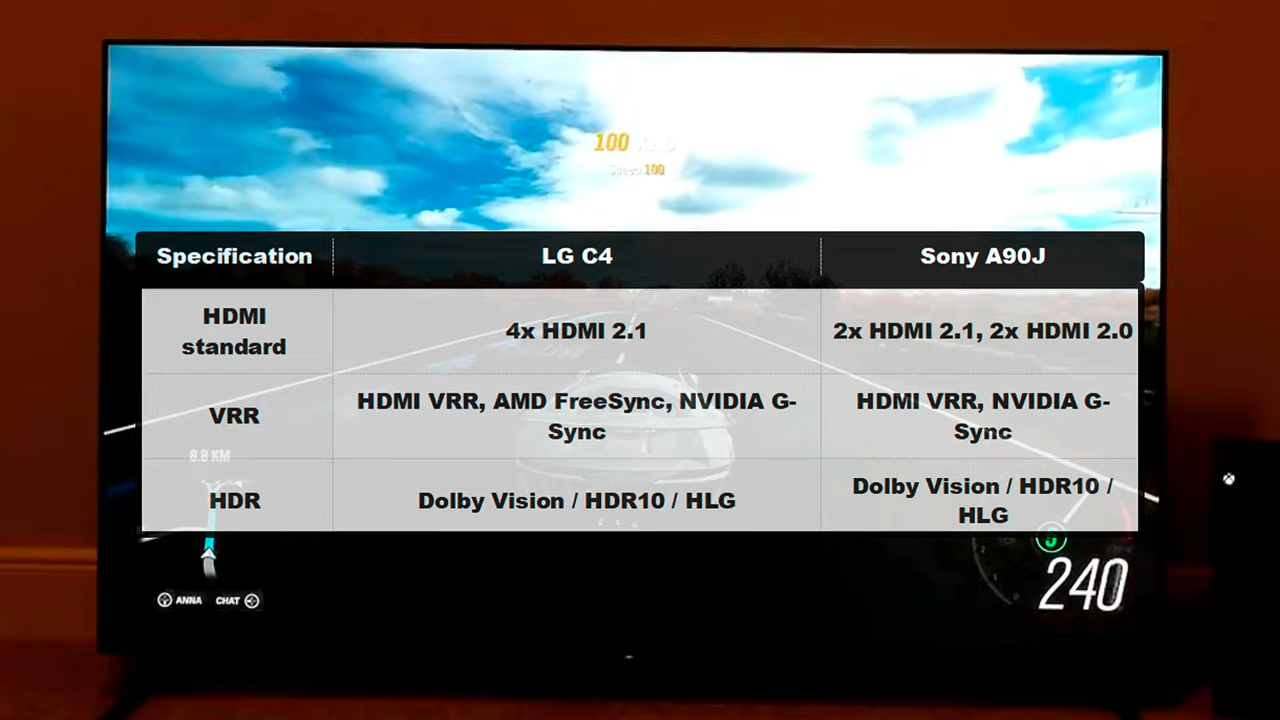 100
Speed 100
Specification LG C4 Sony A90J
HDMI
standard
4x HDMI 2.1
2x HDMI 2.1, 2x HDMI 2.0
VRR
HDMI VRR, AMD FreeSync, NVIDIA G-
Sync
HDMI VRR, NVIDIA G-
Sync
6.8 KM
HDR
Dolby Vision / HDR10 / HLG
Dolby Vision / HDR10 /
HLG
5
240
ANNA CHAT